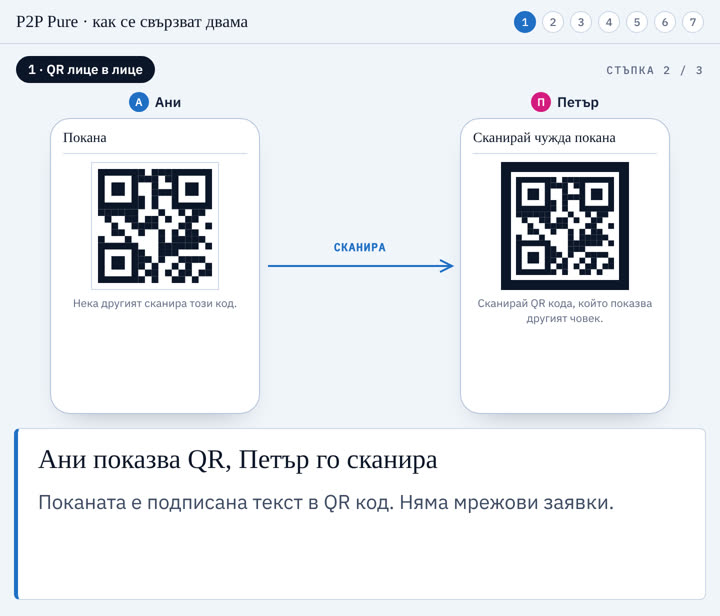 P2P Pure · как се свързват двама
1 2 3 4 5 6 7
1 · QR лице в лице
СТЪПКА 2 / 3
А Ани
П Петър
Покана
Нека другият сканира този код.
СКАНИРА
Сканирай чужда покана
Сканирай QR кода, който показва
другият човек.
Ани показва QR, Петър го сканира
Поканата е подписана текст в QR код. Няма мрежови заявки.